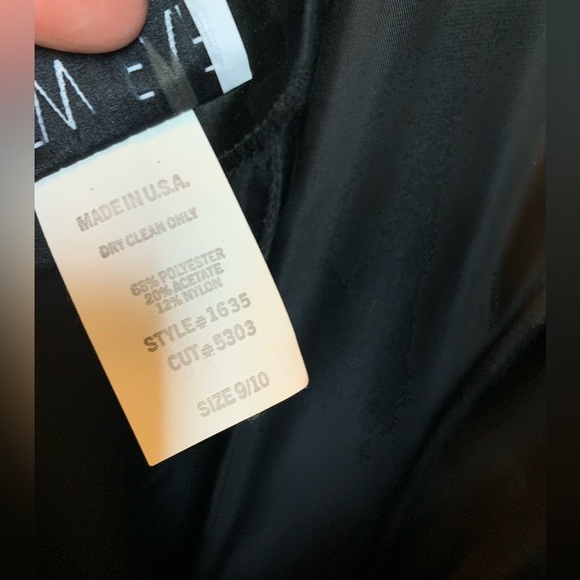 MADE IN U.S.A.
DRY CLEAN ONLY
68% POLYESTER
20% ACETATE
12% NYLON
STYLE#1635
CUT#5303
SIZE 9/10